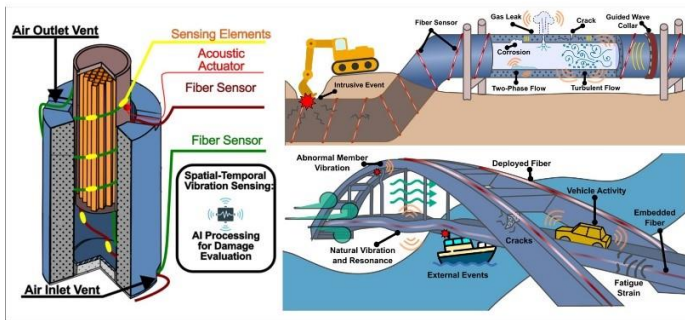 Air Outlet Vent
Sensing Elements
Acoustic
Actuator
Fiber Sensor
Fiber Sensor
Spatial-Temporal
Vibration Sensing:
AI Processing
for Damage
Evaluation
Air Inlet Vent
Fiber Sensor
Gas Leak
Crack
Guided Wave
Collar
Corrosion
Intrusive Event
Two-Phase Flow
Turbulent Flow
Abnormal Member
Vibration
Deployed Fiber
Vehicle Activity
Embedded
Fiber
Natural Vibration
and Resonance
Cracks
External Events
Fatigue
Strain